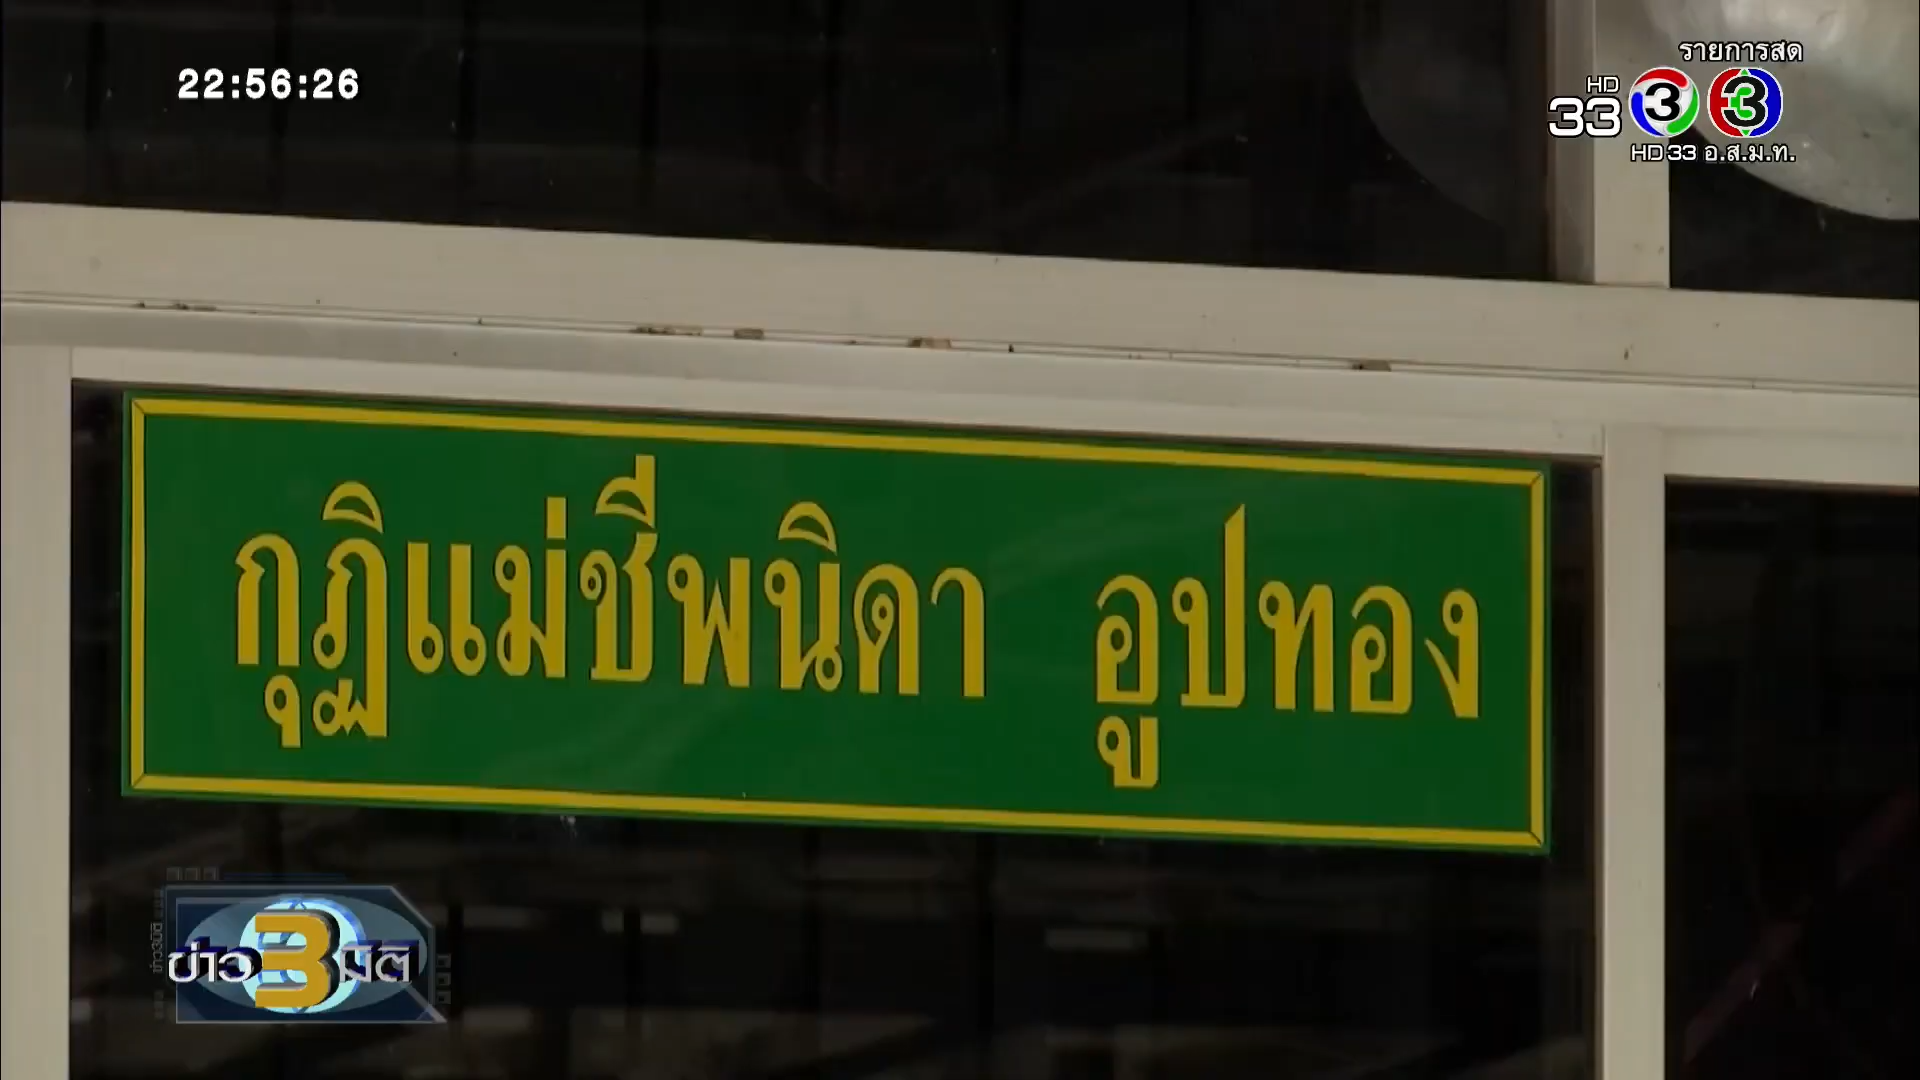 22:56:26
รายการสด
HD
33 3 3
HD 33 อ.ส.ม.ท.
กุฏิแม่ชีพนิดา อูปทอง
ข่าว 3 มิติ